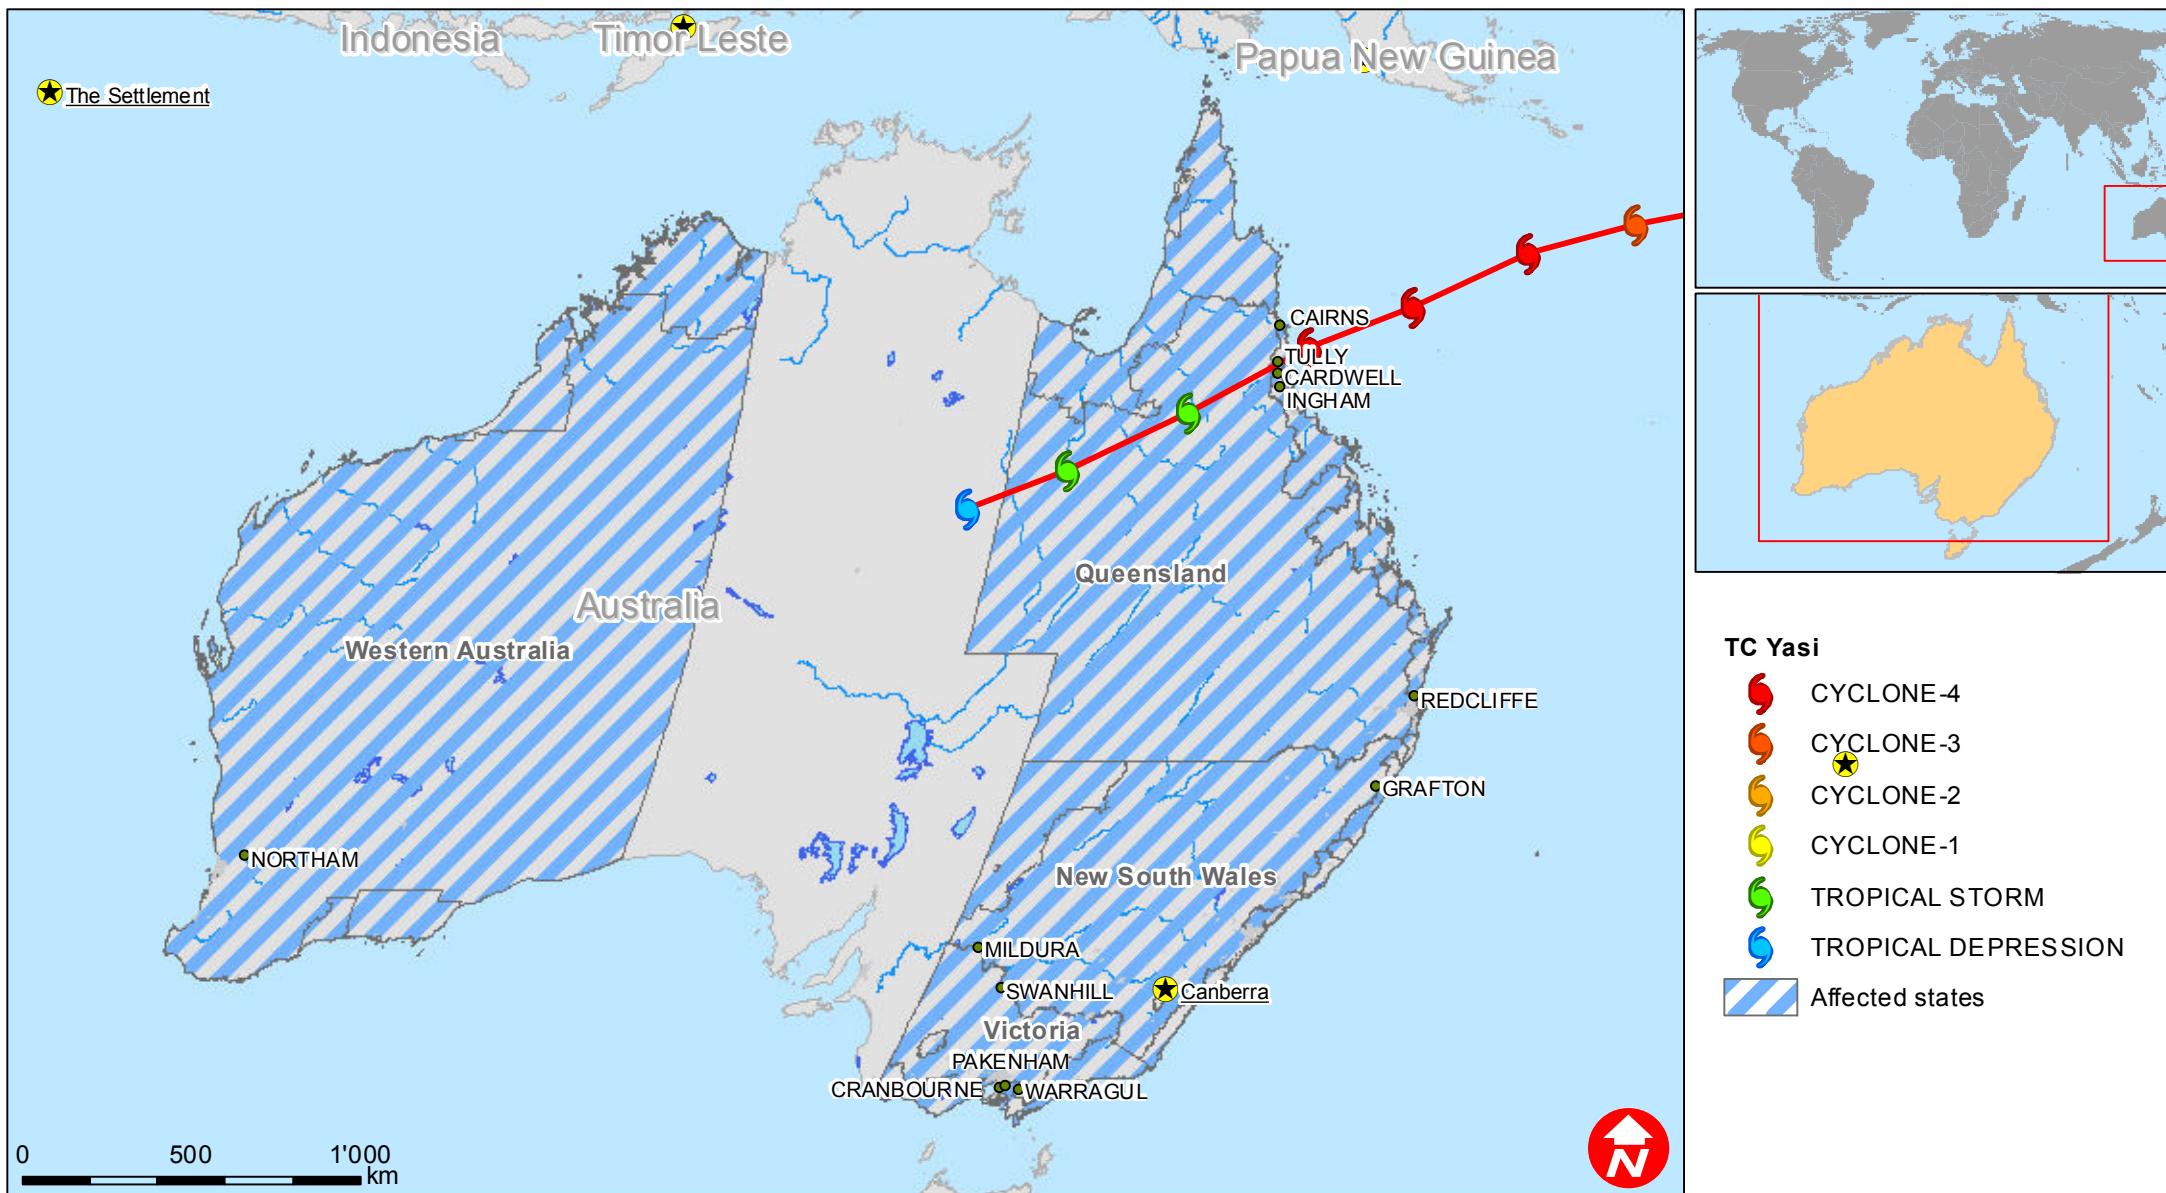 Indonesia
Timor Leste
Papua New Guinea
The Settlement
CAIRNS
TULLY
CARDWELL
INGHAM
Queensland
Australia
Western Australia
REDCLIFFE
GRAFTON
NORTHAM
New South Wales
MILDURA
SWANHILL
Canberra
Victoria
PAKENHAM
CRANBOURNE
WARRAGUL
0 500 1'000
km
N
TC Yasi
CYCLONE-4
CYCLONE-3
CYCLONE-2
CYCLONE-1
TROPICAL STORM
TROPICAL DEPRESSION
Affected states